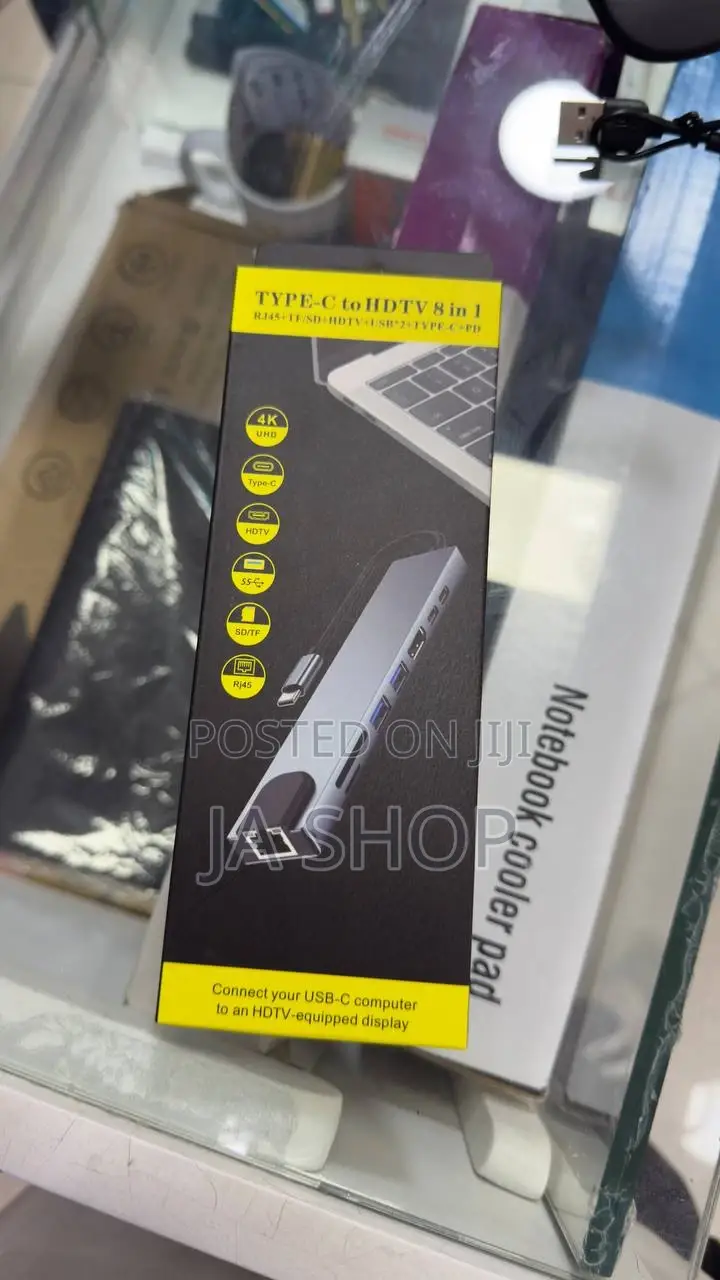 TYPE-C to HDTV 8 in 1
RJ45+TF/SD+HDTV+USB*2+TYPE-C+PD
4K
UHD
Type-C
HDTV
SS
SD/TF
Rj45
POSTED ON JIJI
JA SHOP
Notebook cooler pad
Connect your USB-C computer
to an HDTV-equipped display